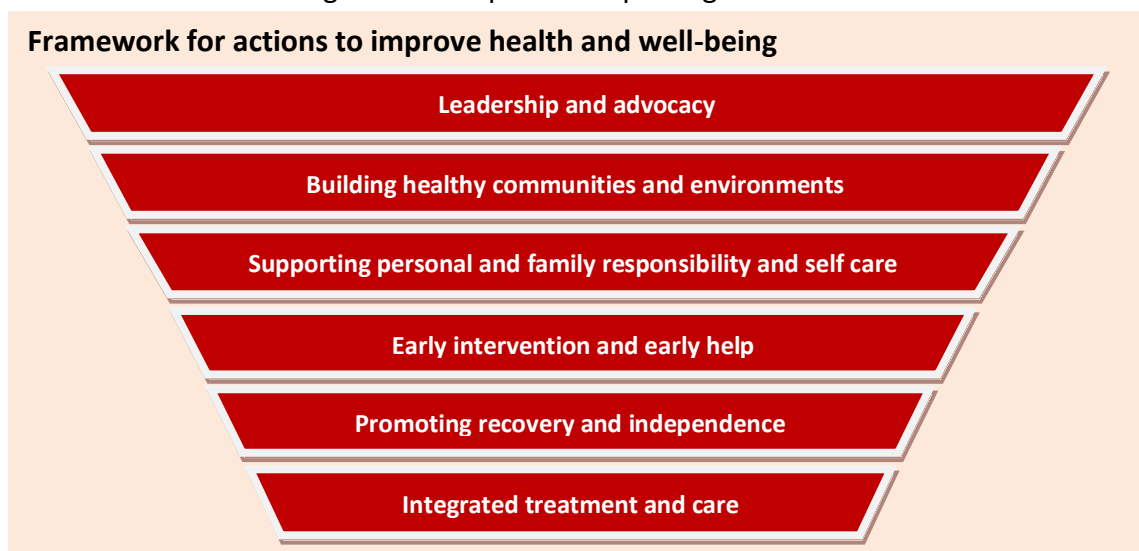 Framework for actions to improve health and well-being
Leadership and advocacy
Building healthy communities and environments
Supporting personal and family responsibility and self care
Early intervention and early help
Promoting recovery and independence
Integrated treatment and care